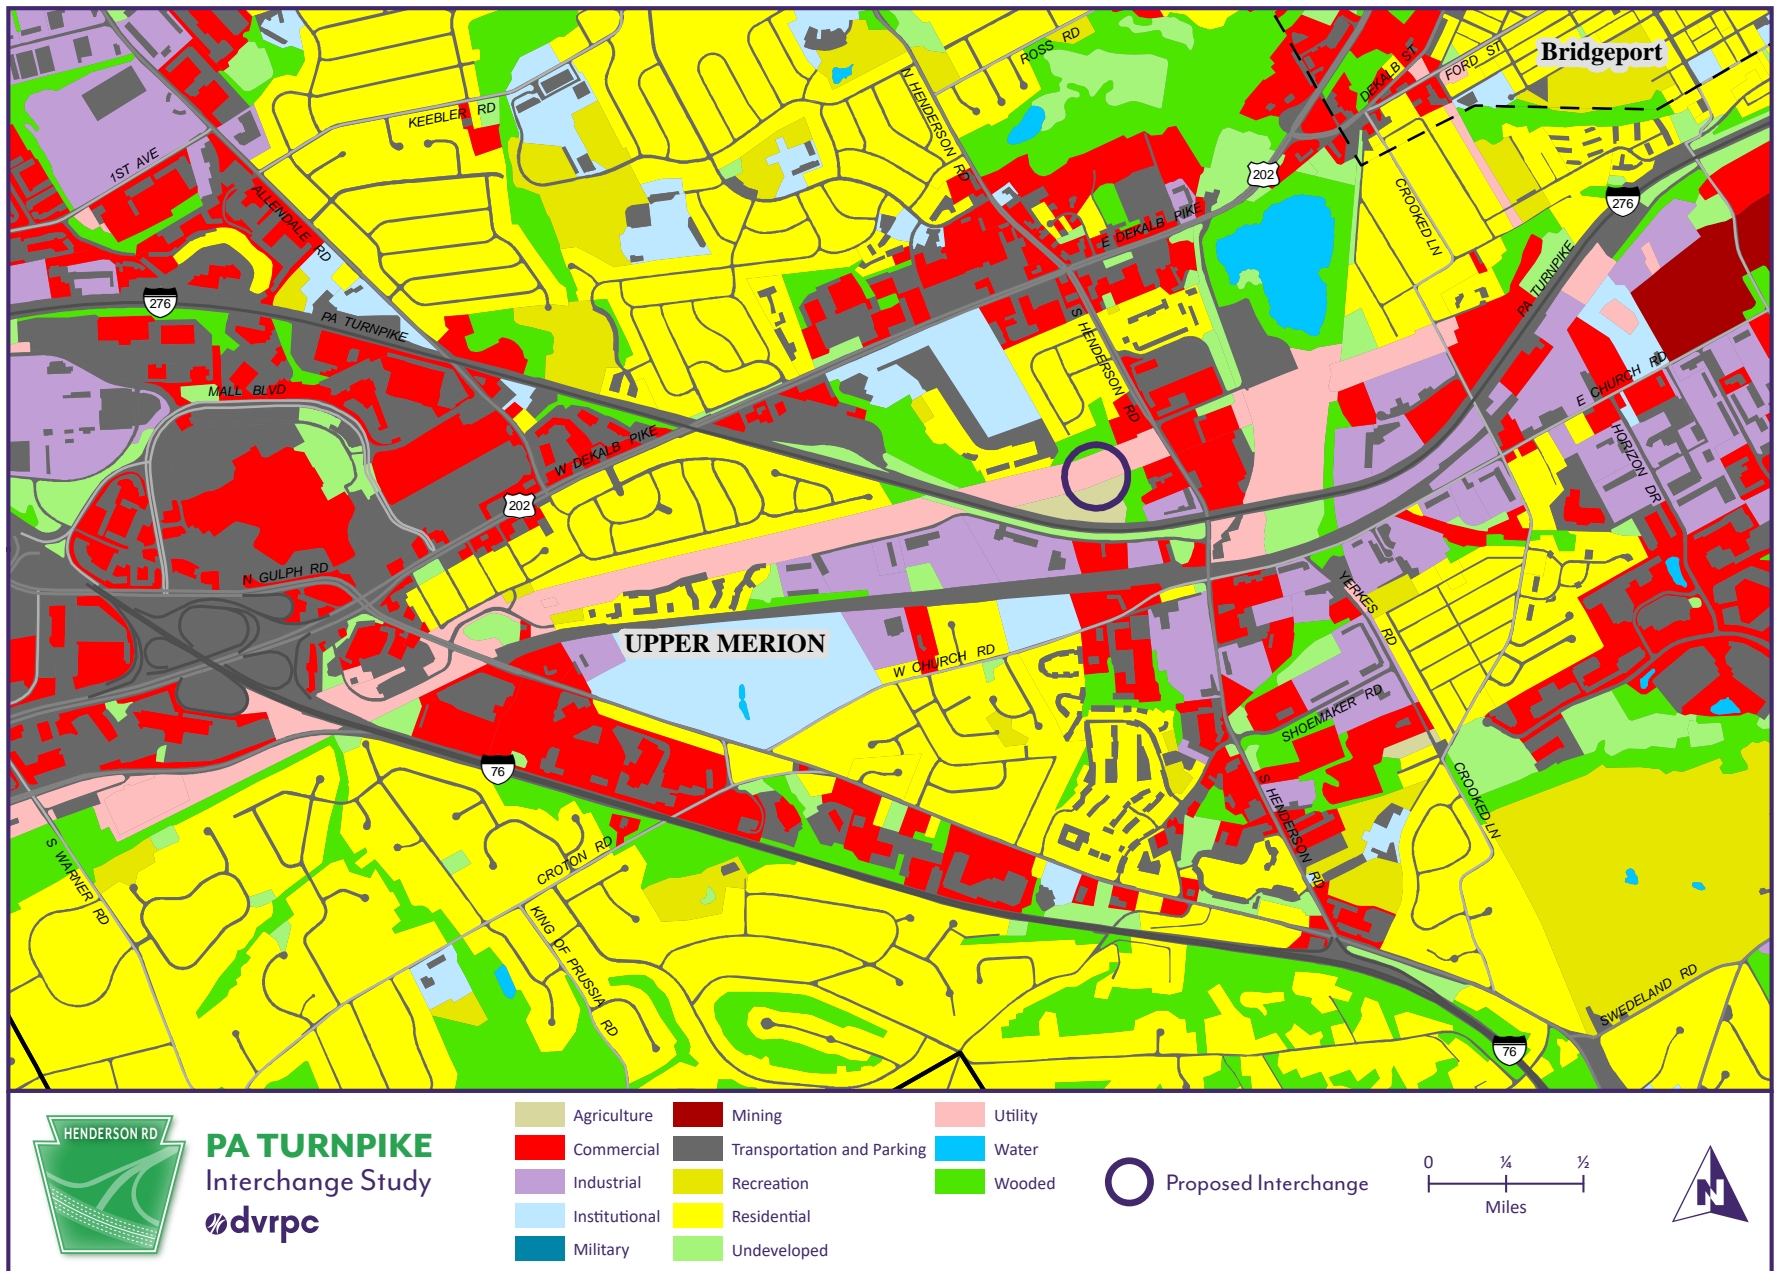 Bridgeport
ROSS RD
DEKALB ST
FORD ST
N HENDERSON RD
KEEBLER RD
1ST AVE
202
ALLENDALE RD
CROOKED LN
276
E DEKALB PIKE
276
PA TURNPIKE
PA TURNPIKE
S HENDERSON RD
E CHURCH RD
MALL BLVD
W DEKALB PIKE
HORIZON DR
202
N GULPH RD
YERKES RD
UPPER MERION
W CHURCH RD
SHOEMAKER RD
76
S HENDERSON RD
CROOKED LN
S WARNER RD
CROTON RD
KING OF PRUSSIA RD
SWEDELAND RD
76
HENDERSON RD
PA TURNPIKE
Interchange Study
dvrpc
Agriculture
Commercial
Industrial
Institutional
Military
Mining
Transportation and Parking
Recreation
Residential
Undeveloped
Utility
Water
Wooded
Proposed Interchange
0 ¼ ½
Miles
N